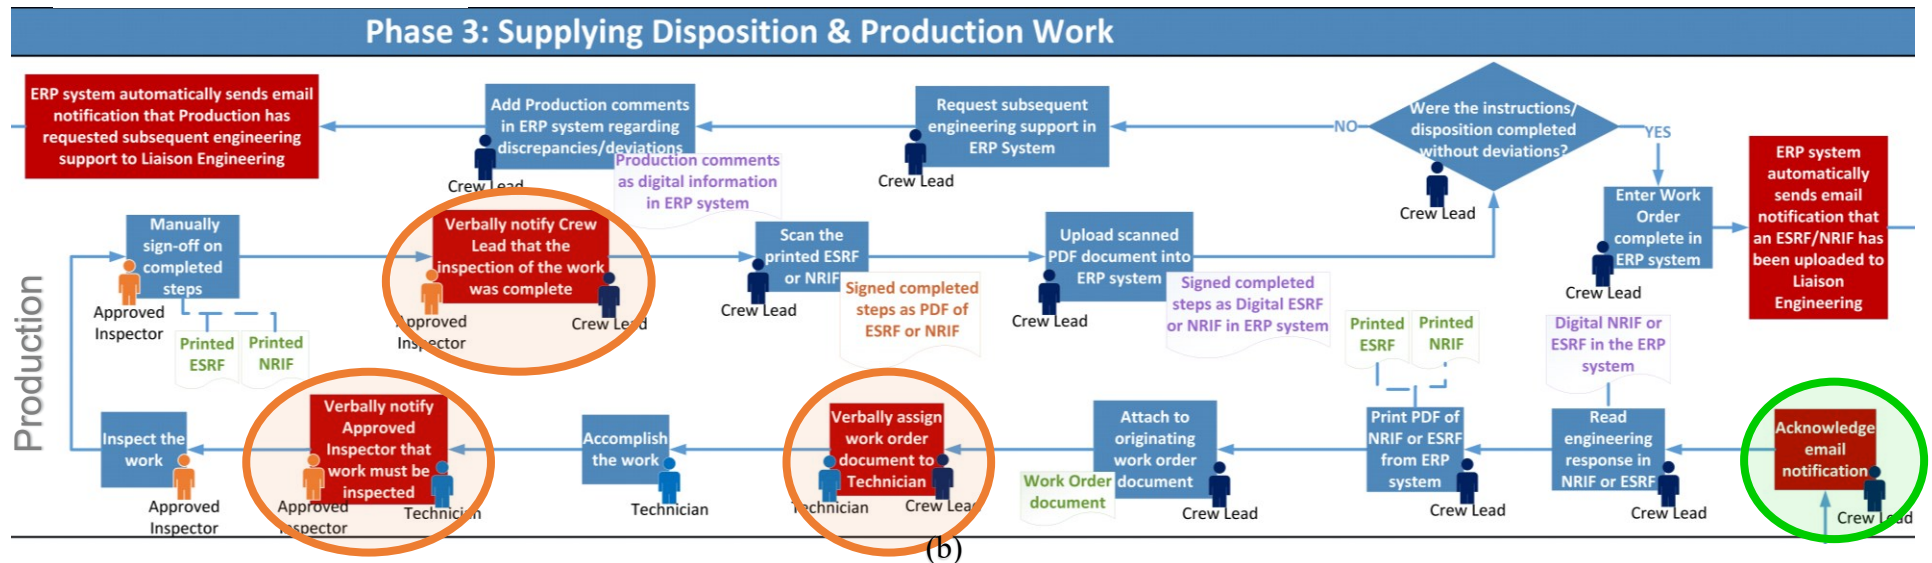 Phase 3: Supplying Disposition & Production Work
ERP system automatically sends email
notification that Production has
requested subsequent engineering
support to Liaison Engineering
Add Production comments
in ERP system regarding
discrepancies/deviations
Crew Lead
Production comments
as digital information
in ERP system
Request subsequent
engineering support in
ERP System
Crew Lead
NO
Were the instructions/
disposition completed
without deviations?
Crew Lead
YES
Enter Work
Order
complete in
ERP system
Crew Lead
ERP system
automatically
sends email
notification that
an ESRF/NRIF has
been uploaded to
Liaison
Engineering
Production
Manually
sign-off on
completed
steps
Approved
Inspector
Printed
ESRF
Printed
NRIF
Verbally notify Crew
Lead that the
inspection of the work
was complete
Approved
Inspector
Crew Lead
Scan the
printed ESRF
or NRIF
Crew Lead
Signed completed
steps as PDF of
ESRF or NRIF
Upload scanned
PDF document into
ERP system
Crew Lead
Signed completed
steps as Digital ESRF
or NRIF in ERP system
Printed
ESRF
Printed
NRIF
Digital NRIF or
ESRF in the ERP
system
Inspect the
work
Approved
Inspector
Verbally notify
Approved
Inspector that
work must be
inspected
Approved
Inspector
Technician
Accomplish
the work
Technician
Verbally assign
work order
document to
Technician
Technician
Crew Lead
Work Order
document
Attach to
originating
work order
document
Crew Lead
Print PDF of
NRIF or ESRF
from ERP
system
Crew Lead
Read
engineering
response in
NRIF or ESRF
Crew Lead
Acknowledge
email
notification
Crew Lead
(b)